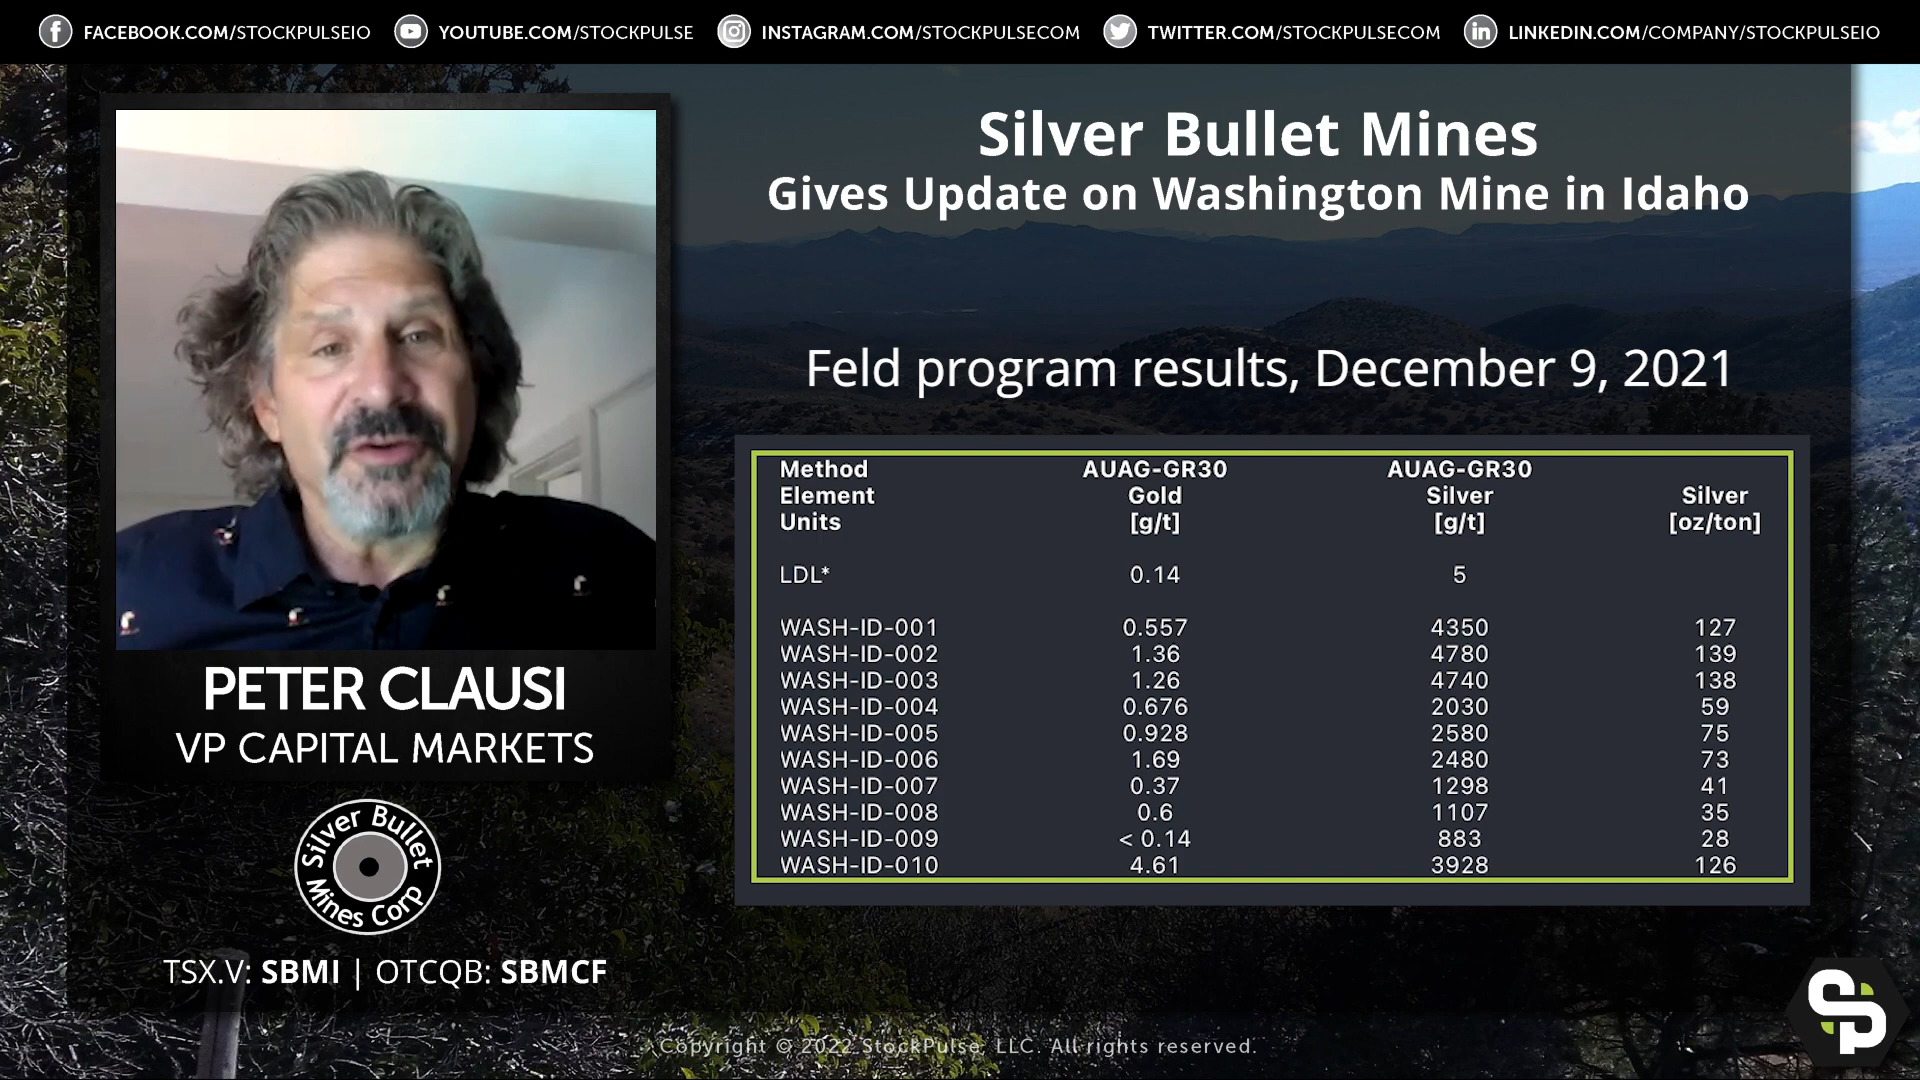 FACEBOOK.COM/STOCKPULSEIO YOUTUBE.COM/STOCKPULSE INSTAGRAM.COM/STOCKPULSECOM TWITTER.COM/STOCKPULSECOM LINKEDIN.COM/COMPANY/STOCKPULSEIO
Silver Bullet Mines
Gives Update on Washington Mine in Idaho
Feld program results, December 9, 2021
Method AUAG-GR30 AUAG-GR30
Element Gold Silver Silver
Units [g/t] [g/t] [oz/ton]
LDL* 0.14 5
WASH-ID-001 0.557 4350 127
WASH-ID-002 1.36 4780 139
WASH-ID-003 1.26 4740 138
WASH-ID-004 0.676 2030 59
WASH-ID-005 0.928 2580 75
WASH-ID-006 1.69 2480 73
WASH-ID-007 0.37 1298 41
WASH-ID-008 0.6 1107 35
WASH-ID-009 < 0.14 883 28
WASH-ID-010 4.61 3928 126
PETER CLAUSI
VP CAPITAL MARKETS
Silver Bullet
Mines Corp
TSX.V: SBMI | OTCQB: SBMCF
SP
Copyright © 2022 StockPulse, LLC. All rights reserved.